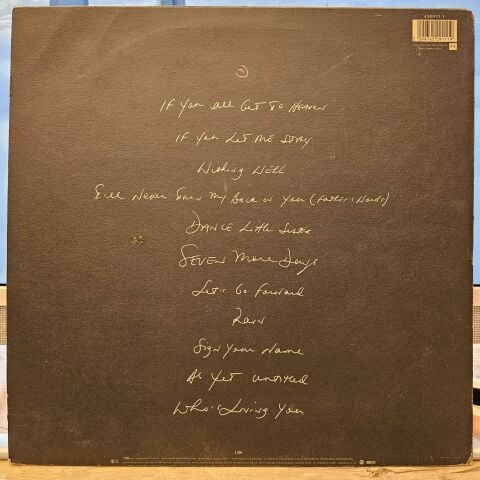 450911 1
If You All Get To Heaven
If You Let Me Stay
Wishing Well
I'll Never Turn My Back on You (Father's Words)
Dance Little Sister
Seven More Days
Let's Go Forward
Rain
Sign Your Name
As Yet Untitled
Who's Loving You